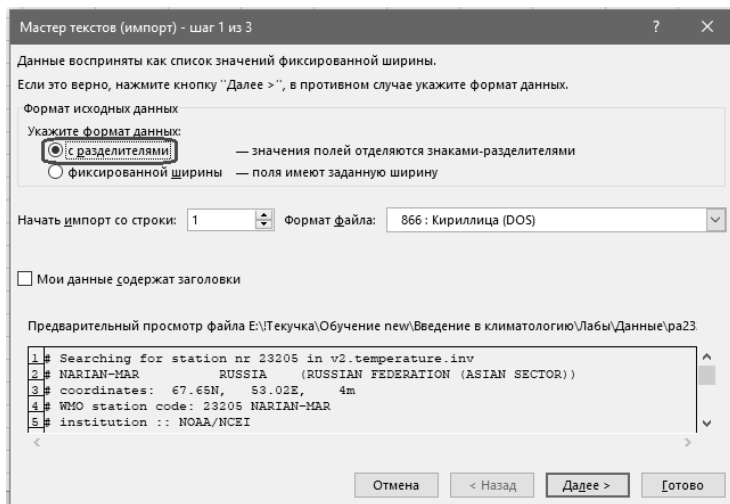 Мастер текстов (импорт) - шаг 1 из 3 ? ×
Данные восприняты как список значений фиксированной ширины.
Если это верно, нажмите кнопку "Далее >", в противном случае укажите формат данных.
Формат исходных данных
Укажите формат данных:
с разделителями — значения полей отделяются знаками-разделителями
фиксированной ширины — поля имеют заданную ширину
Начать импорт со строки: 1 Формат файла: 866 : Кириллица (DOS)
Мои данные содержат заголовки
Предварительный просмотр файла E:\!Текучка\Обучение new\Введение в климатологию\Лабы\Данные\pa23.
1 # Searching for station nr 23205 in v2.temperature.inv
2 # NARIAN-MAR RUSSIA (RUSSIAN FEDERATION (ASIAN SECTOR))
3 # coordinates: 67.65N, 53.02E, 4m
4 # WMO station code: 23205 NARIAN-MAR
5 # institution :: NOAA/NCEI
Отмена < Назад Далее > Готово